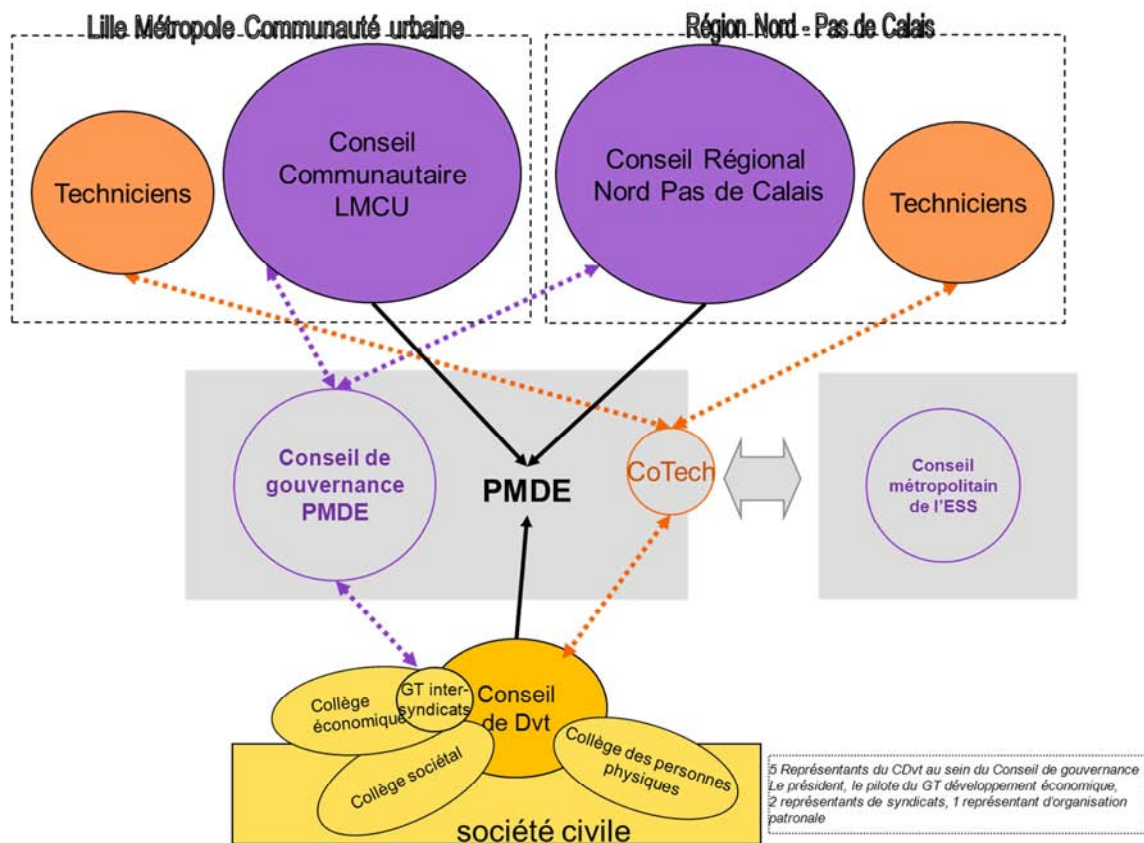 Lille Métropole Communauté urbaine
Région Nord - Pas de Calais
Techniciens
Conseil
Communautaire
LMCU
Conseil Régional
Nord Pas de Calais
Techniciens
Conseil de
gouvernance
PMDE
PMDE
CoTech
Conseil
métropolitain
de l'ESS
Collège
économique
GT inter-
syndicats
Conseil
de Dvt
Collège sociétal
Collège des personnes
physiques
société civile
5 Représentants du CDvt au sein du Conseil de gouvernance
Le président, le pilote du GT développement économique,
2 représentants de syndicats, 1 représentant d'organisation
patronale